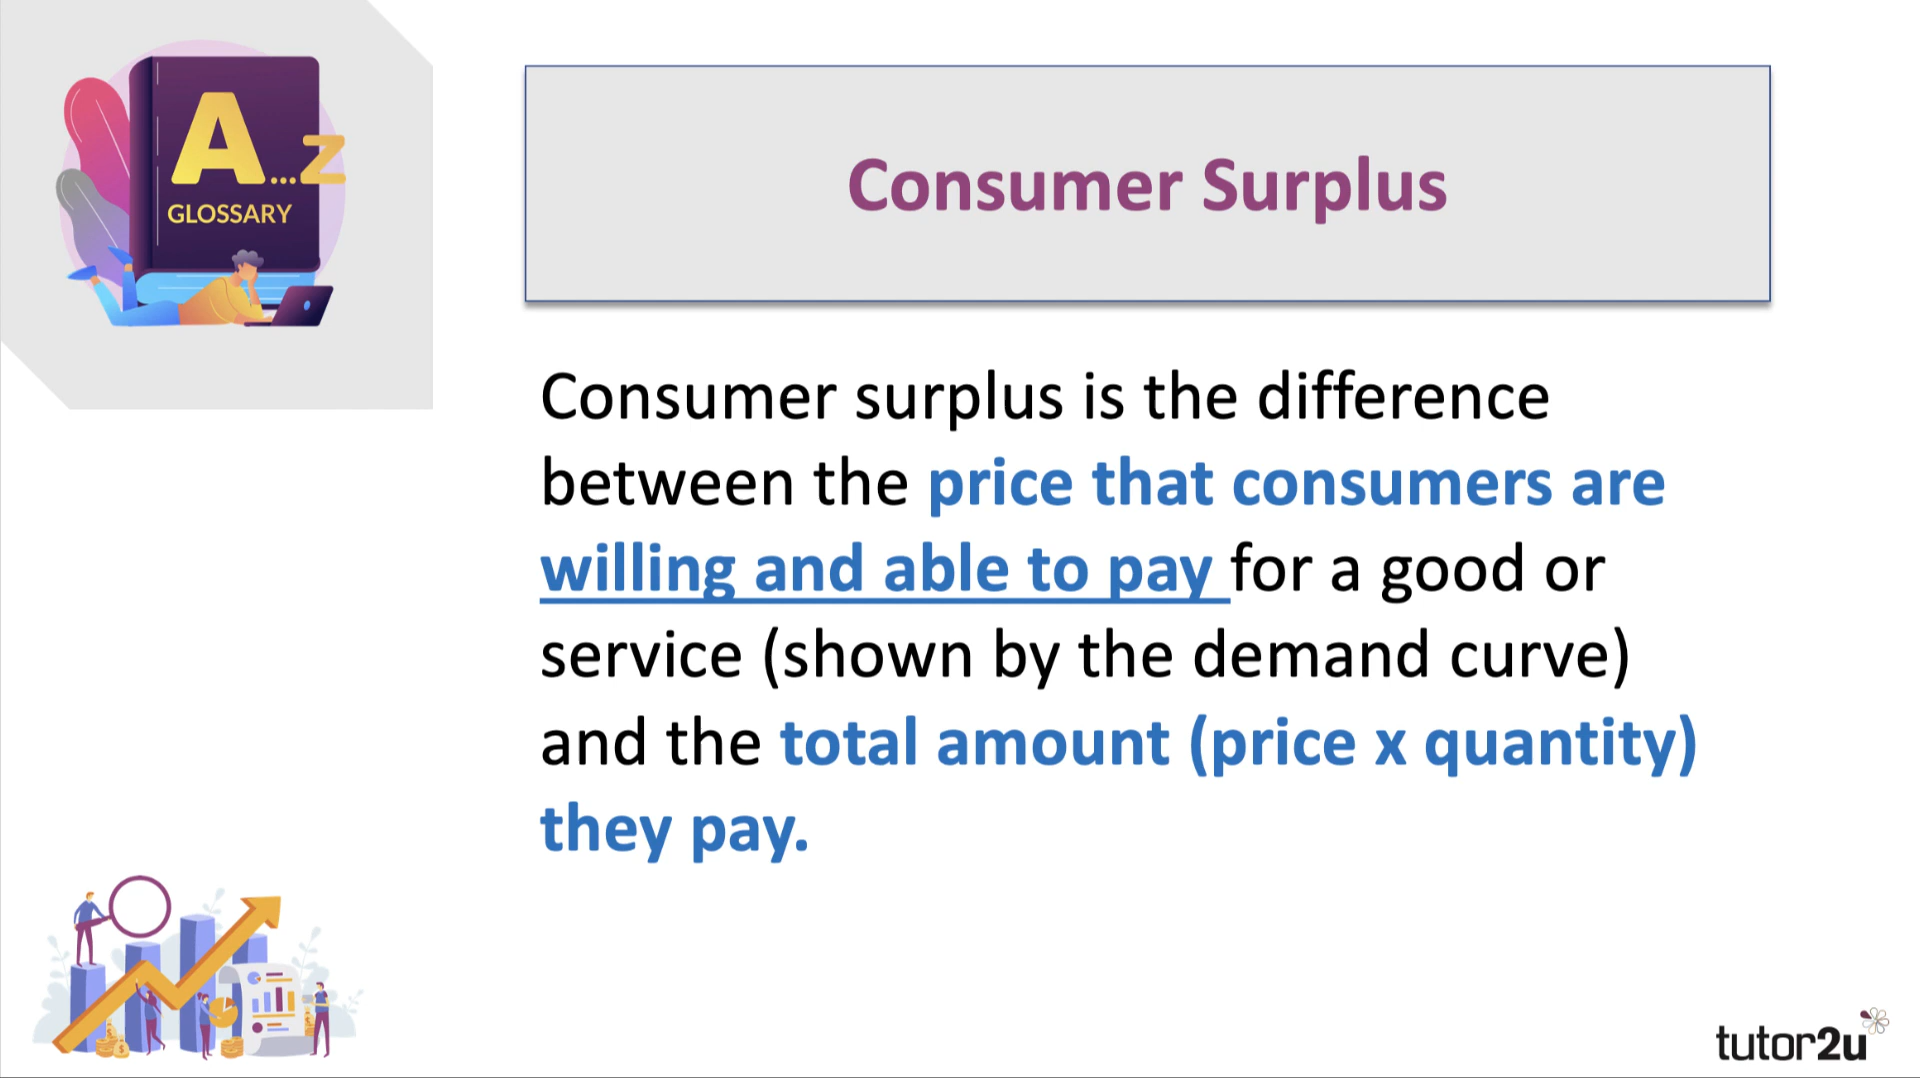 A...Z
GLOSSARY
Consumer Surplus
Consumer surplus is the difference
between the price that consumers are
willing and able to pay for a good or
service (shown by the demand curve)
and the total amount (price x quantity)
they pay.
tutor2u